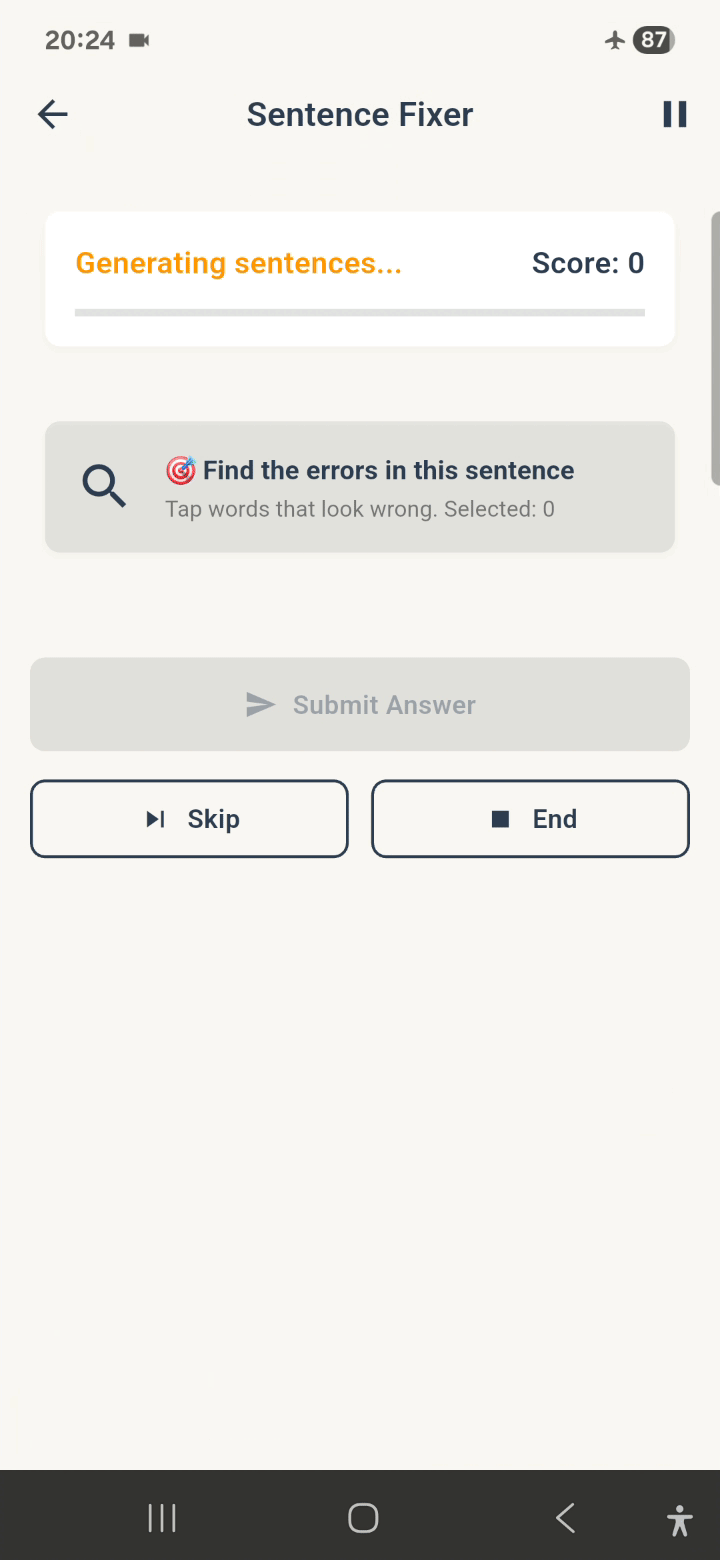 20:24
87
Sentence Fixer
Generating sentences... Score: 0
🎯 Find the errors in this sentence
Tap words that look wrong. Selected: 0
Submit Answer
Skip End